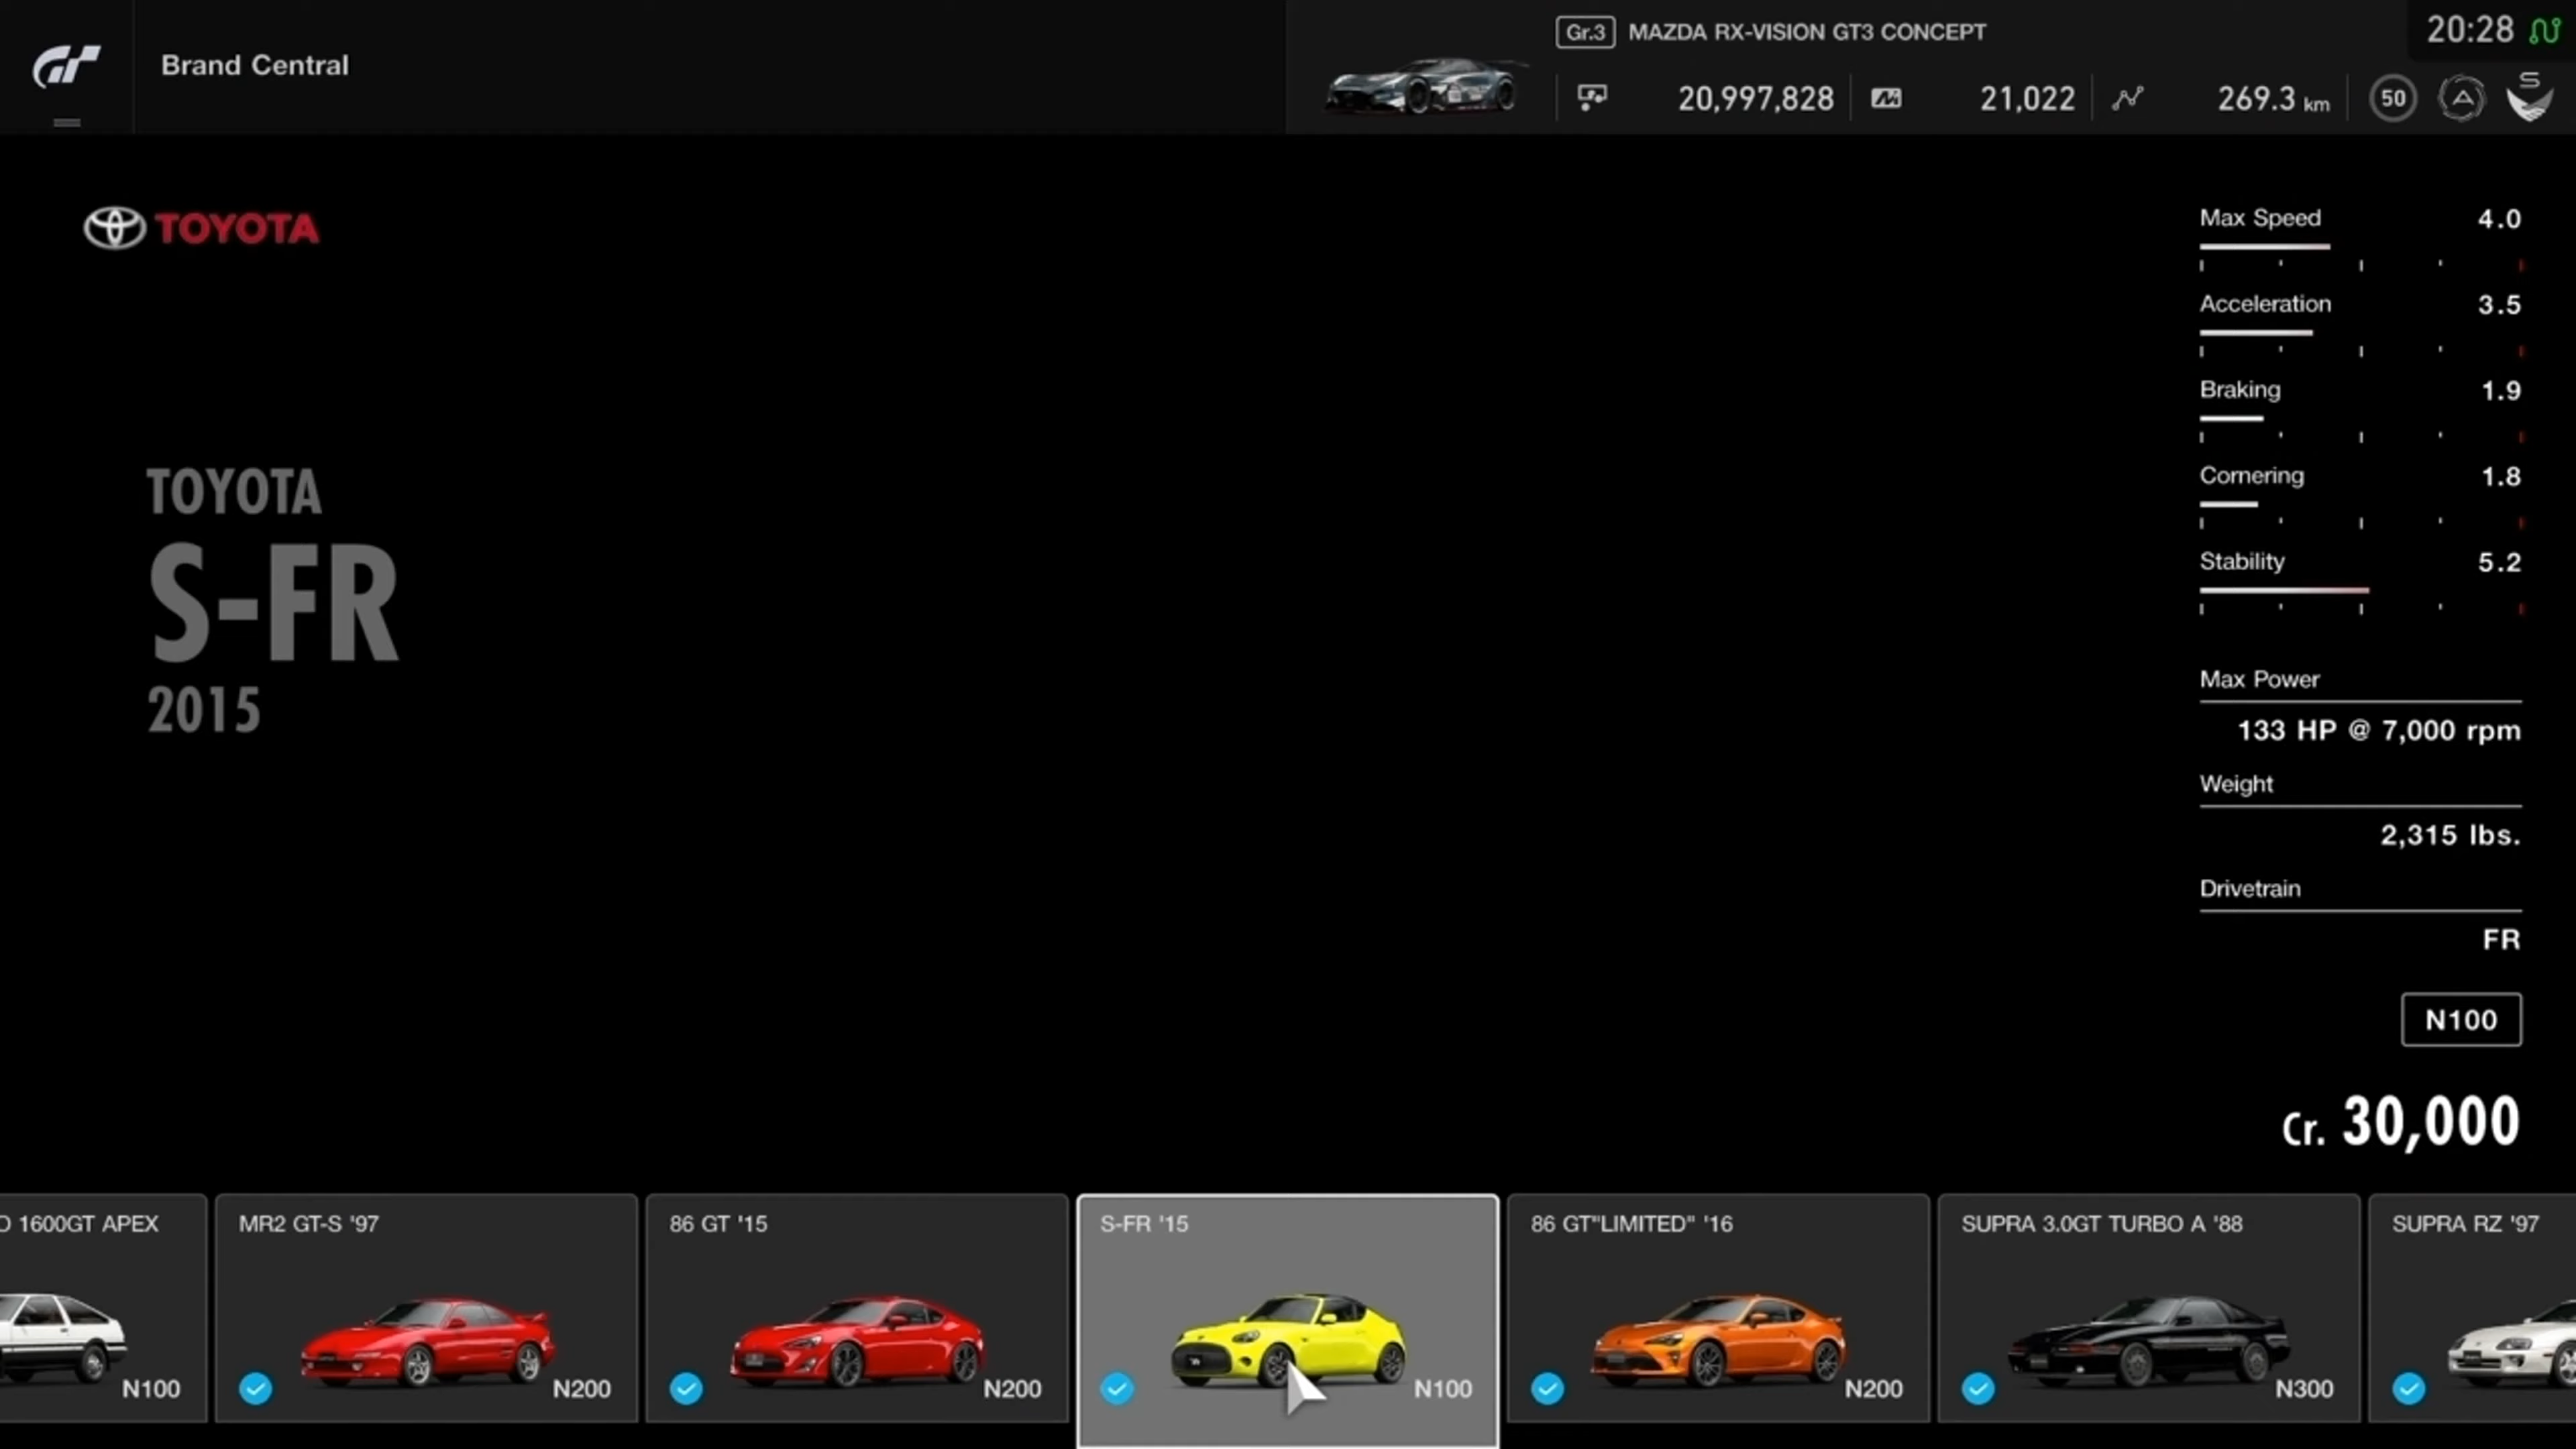 Brand Central
Gr.3 MAZDA RX-VISION GT3 CONCEPT
20:28
20,997,828
21,022
269.3 km
50
A
S
TOYOTA
TOYOTA
S-FR
2015
Max Speed 4.0
Acceleration 3.5
Braking 1.9
Cornering 1.8
Stability 5.2
Max Power
133 HP @ 7,000 rpm
Weight
2,315 lbs.
Drivetrain
FR
N100
Cr. 30,000
1600GT APEX
N100
MR2 GT-S '97
N200
86 GT '15
N200
S-FR '15
N100
86 GT"LIMITED" '16
N200
SUPRA 3.0GT TURBO A '88
N300
SUPRA RZ '97